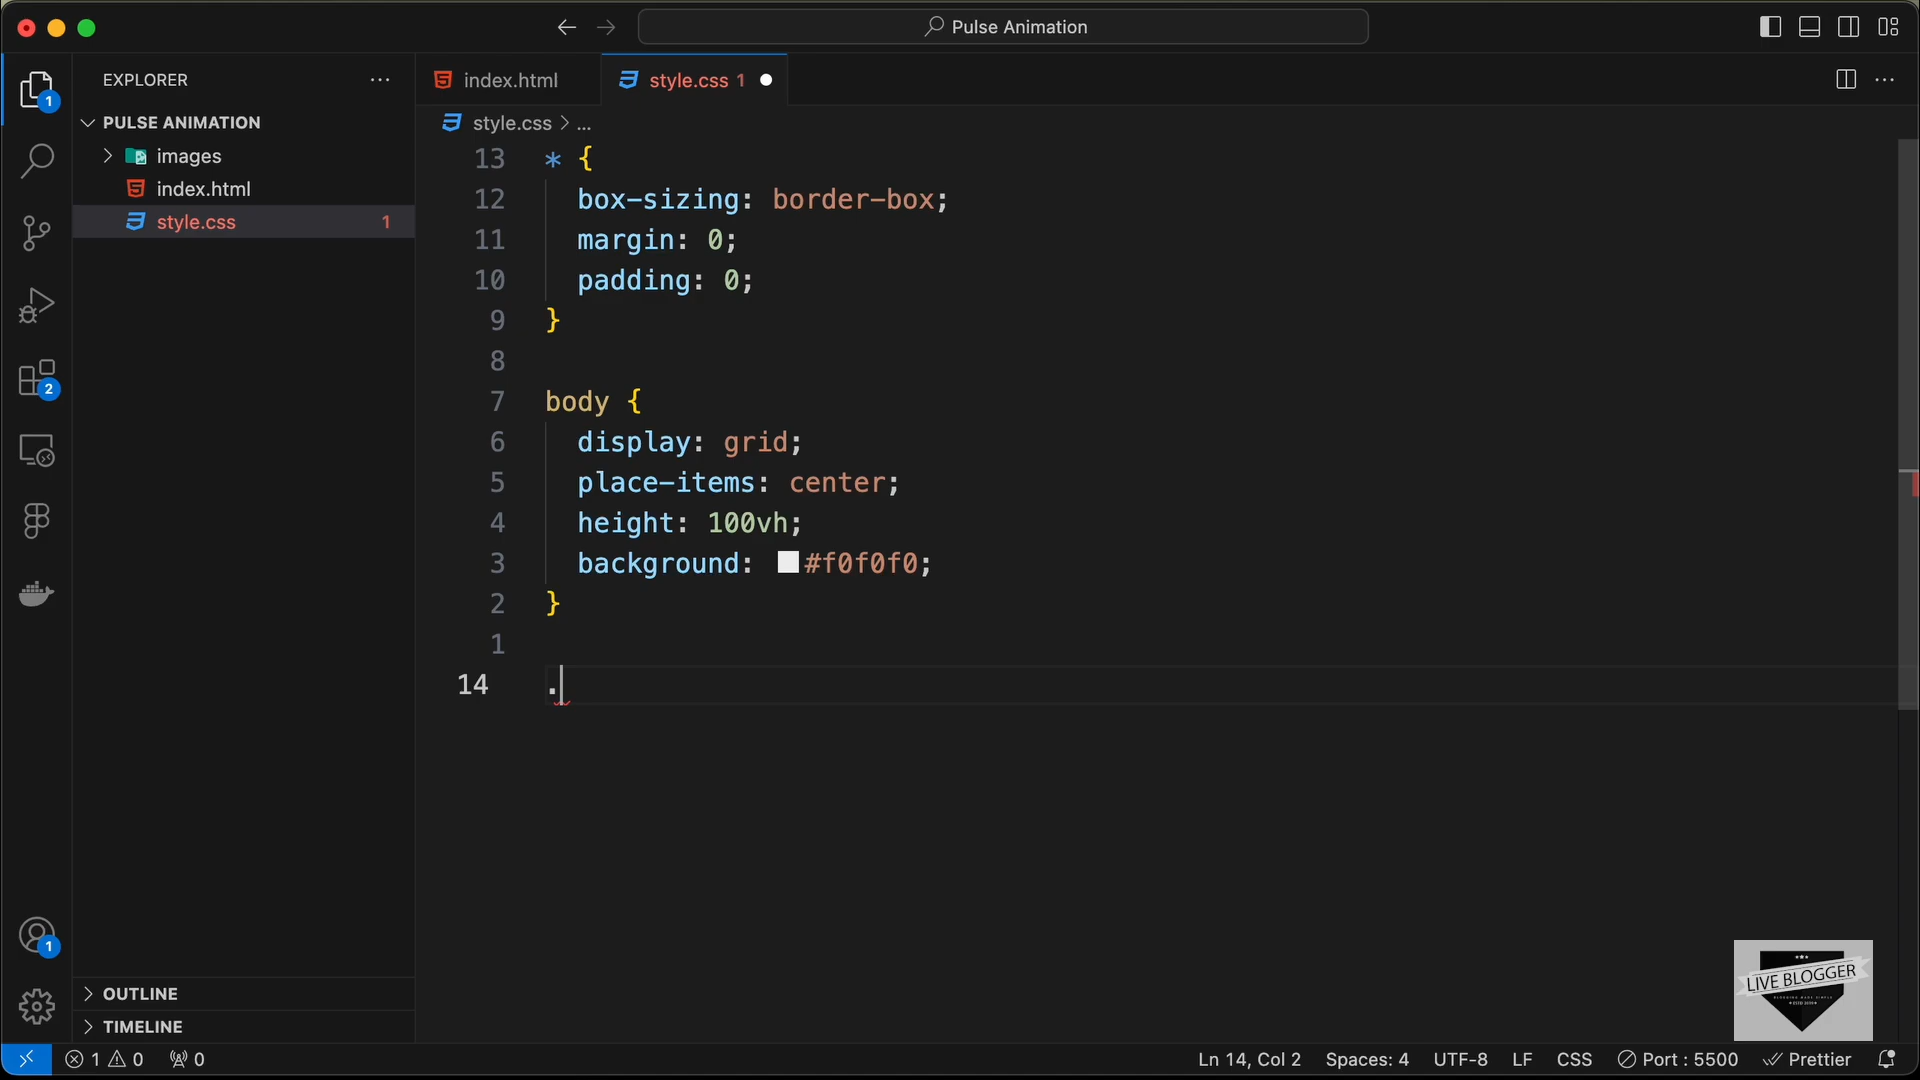 Pulse Animation
EXPLORER
index.html
style.css 1
PULSE ANIMATION
images
index.html
style.css 1
style.css > ...
13 * {
12 box-sizing: border-box;
11 margin: 0;
10 padding: 0;
9 }
8
7 body {
6 display: grid;
5 place-items: center;
4 height: 100vh;
3 background: #f0f0f0;
2 }
1
14 .
1
2
1
OUTLINE
TIMELINE
LIVE BLOGGER
1 0 0
Ln 14, Col 2 Spaces: 4 UTF-8 LF CSS Port : 5500 Prettier